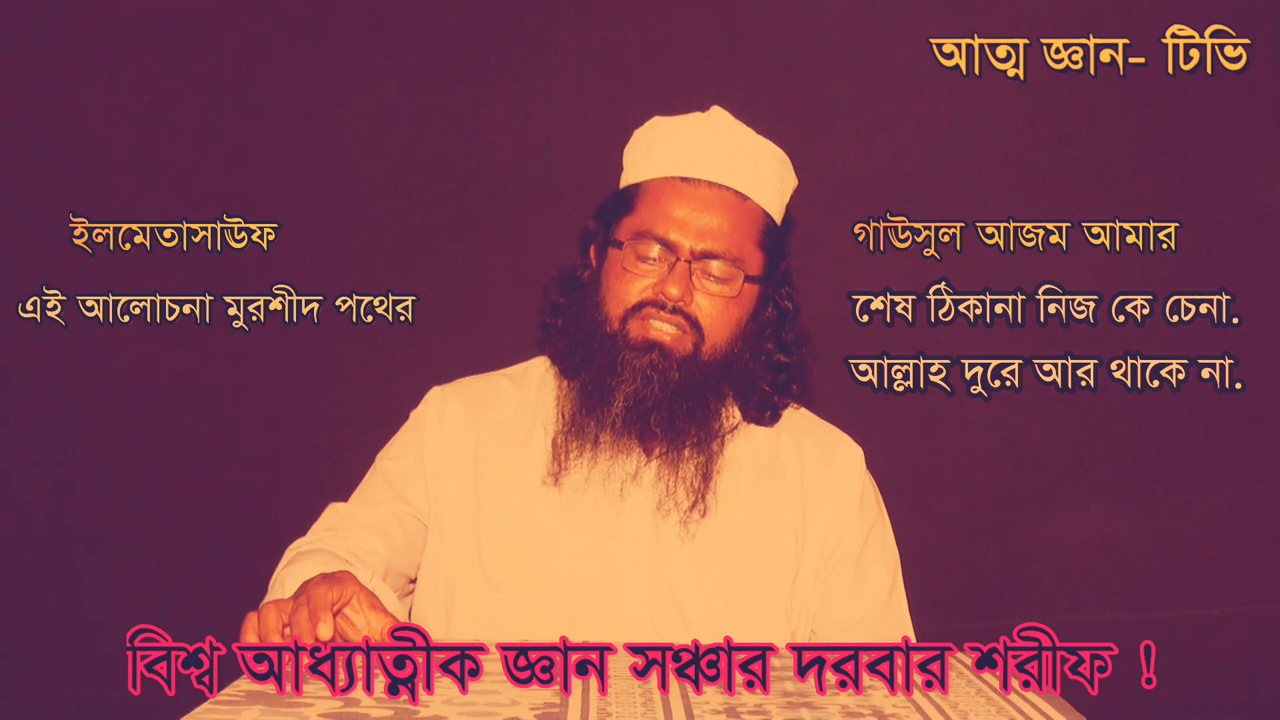 আত্ম জ্ঞান- টিভি
ইলমেতাসাউফ
এই আলোচনা মুরশীদ পথের
গাউসুল আজম আমার
শেষ ঠিকানা নিজ কে চেনা.
আল্লাহ দুরে আর থাকে না.
বিশ্ব আধ্যাত্নীক জ্ঞান সঞ্চার দরবার শরীফ !